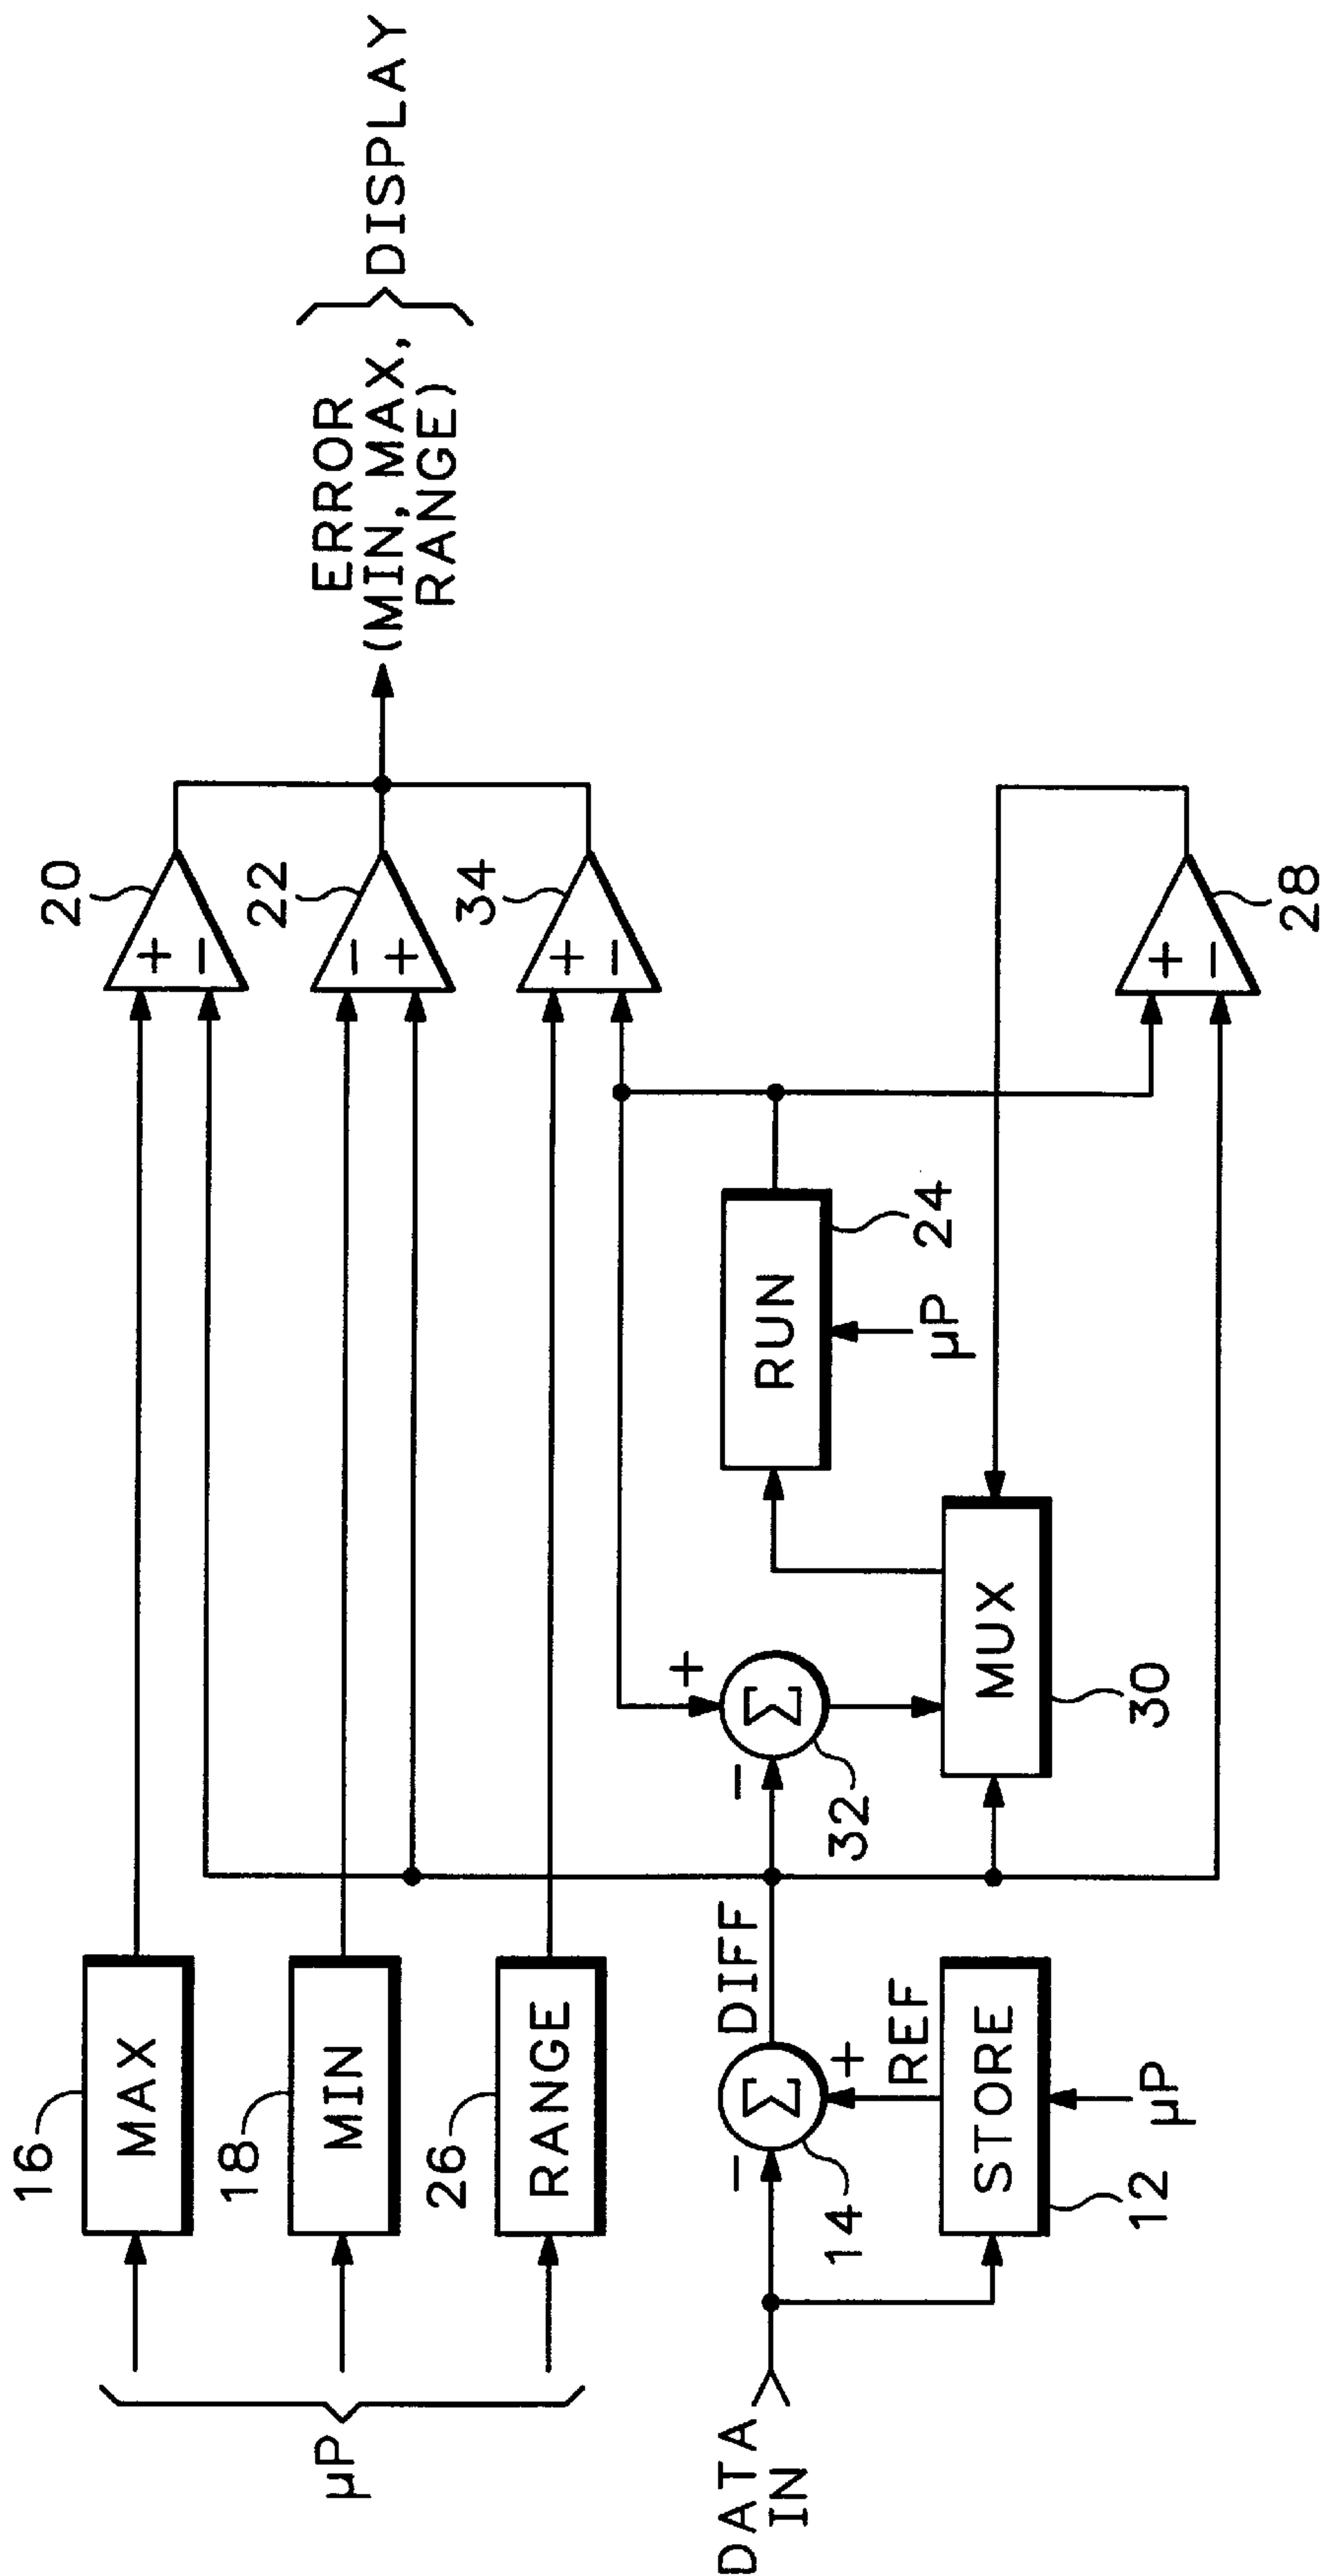 20
ERROR
(MIN, MAX,
RANGE)
DISPLAY
16
MAX
+
−
22
18
MIN
−
+
µP
34
26
RANGE
+
−
DATA
IN
−
Σ
14
+
DIFF
REF
STORE
12
µP
+
−
Σ
32
MUX
30
RUN
24
µP
+
−
28